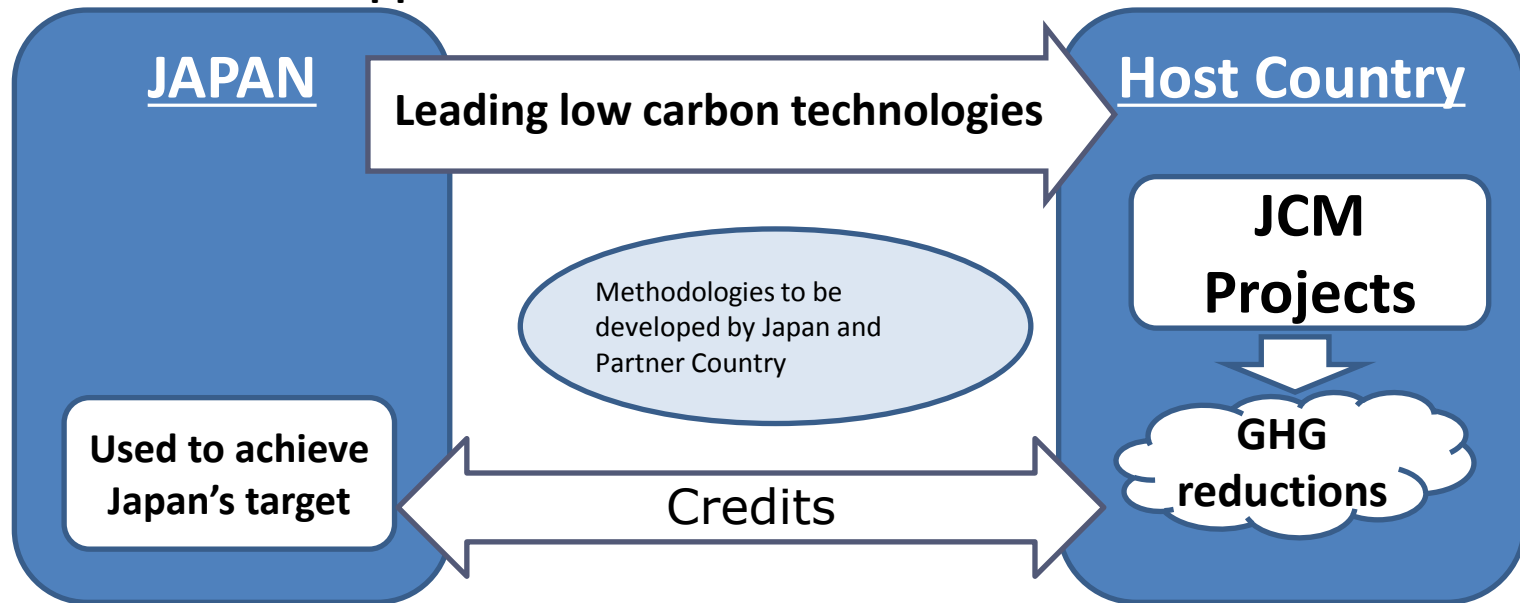 JAPAN
Leading low carbon technologies
Host Country
JCM
Projects
Methodologies to be
developed by Japan and
Partner Country
Used to achieve
Japan's target
Credits
GHG
reductions